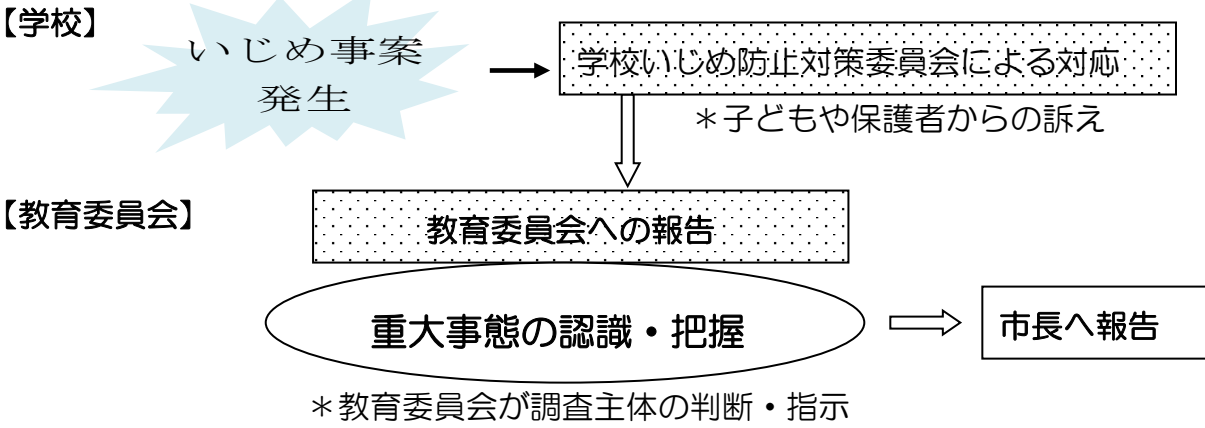 【学校】
いじめ事案
発生
学校いじめ防止対策委員会による対応
＊子どもや保護者からの訴え
【教育委員会】
教育委員会への報告
重大事態の認識・把握
市長へ報告
＊教育委員会が調査主体の判断・指示